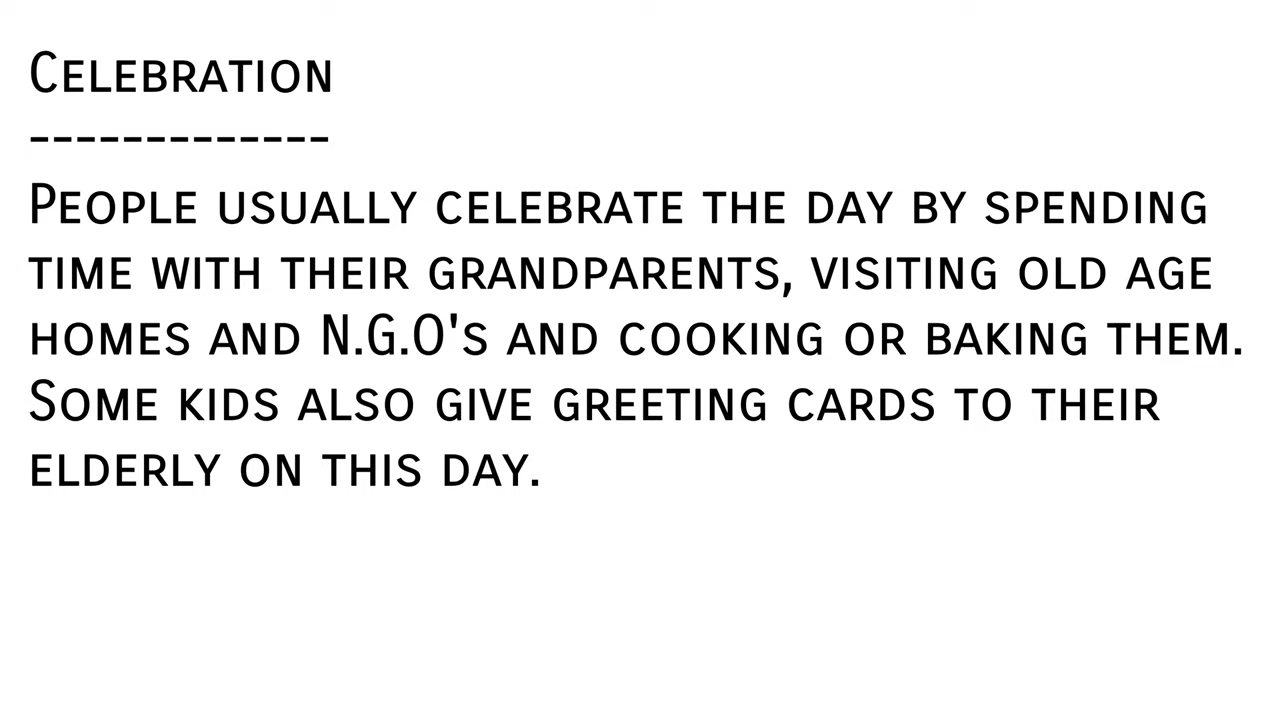 Celebration
-------------
People usually celebrate the day by spending
time with their grandparents, visiting old age
homes and N.G.O's and cooking or baking them.
Some kids also give greeting cards to their
elderly on this day.